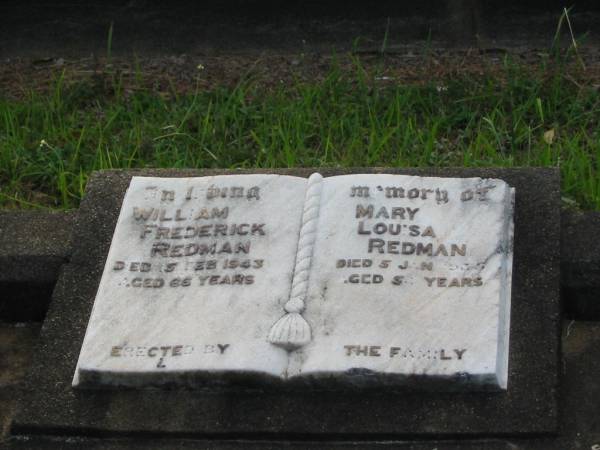 In loving
WILLIAM
FREDERICK
REDMAN
DIED 15 FEB 1943
AGED 66 YEARS
ERECTED BY
memory of
MARY
LOUISA
REDMAN
DIED 5 JAN
AGED YEARS
THE FAMILY